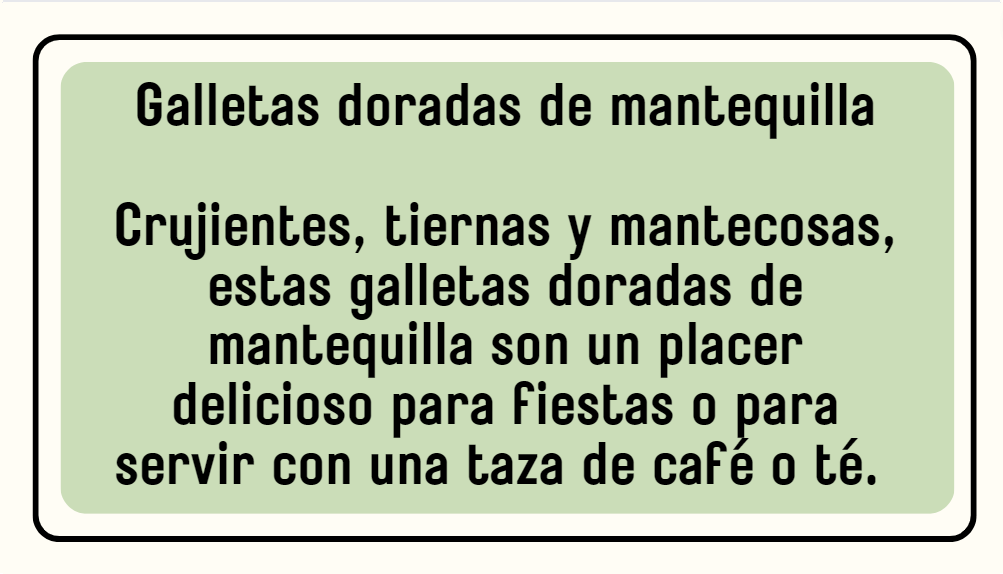 Galletas doradas de mantequilla
Crujientes, tiernas y mantecosas,
estas galletas doradas de
mantequilla son un placer
delicioso para fiestas o para
servir con una taza de café o té.